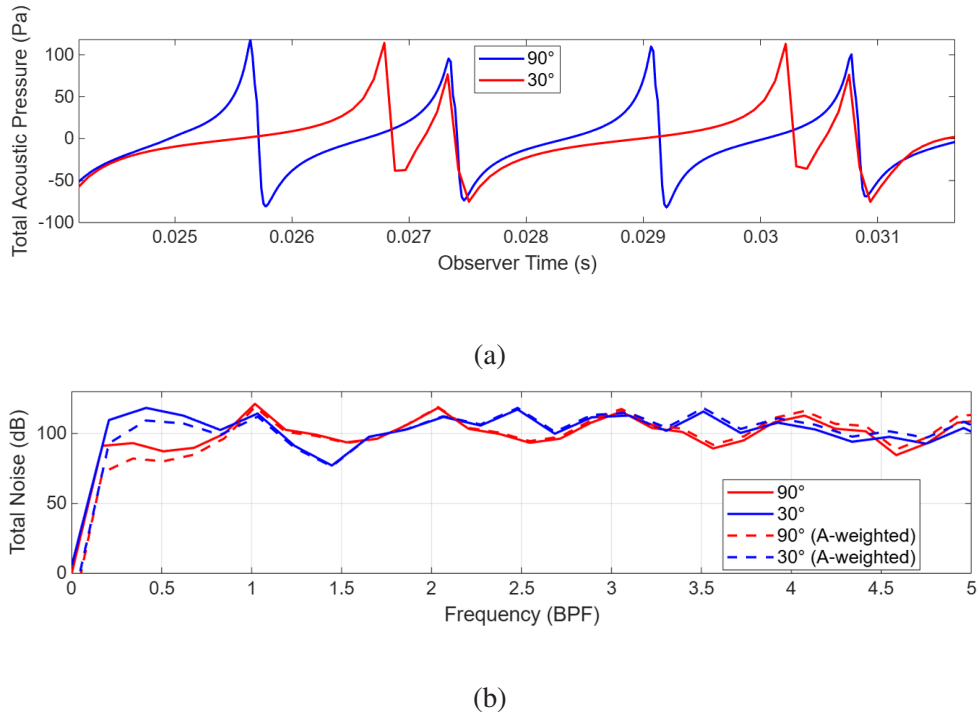 Total Acoustic Pressure (Pa)
100
50
0
-50
-100
90°
30°
0.025 0.026 0.027 0.028 0.029 0.03 0.031
Observer Time (s)
(a)
Total Noise (dB)
100
50
0
90°
30°
90° (A-weighted)
30° (A-weighted)
0 0.5 1 1.5 2 2.5 3 3.5 4 4.5 5
Frequency (BPF)
(b)